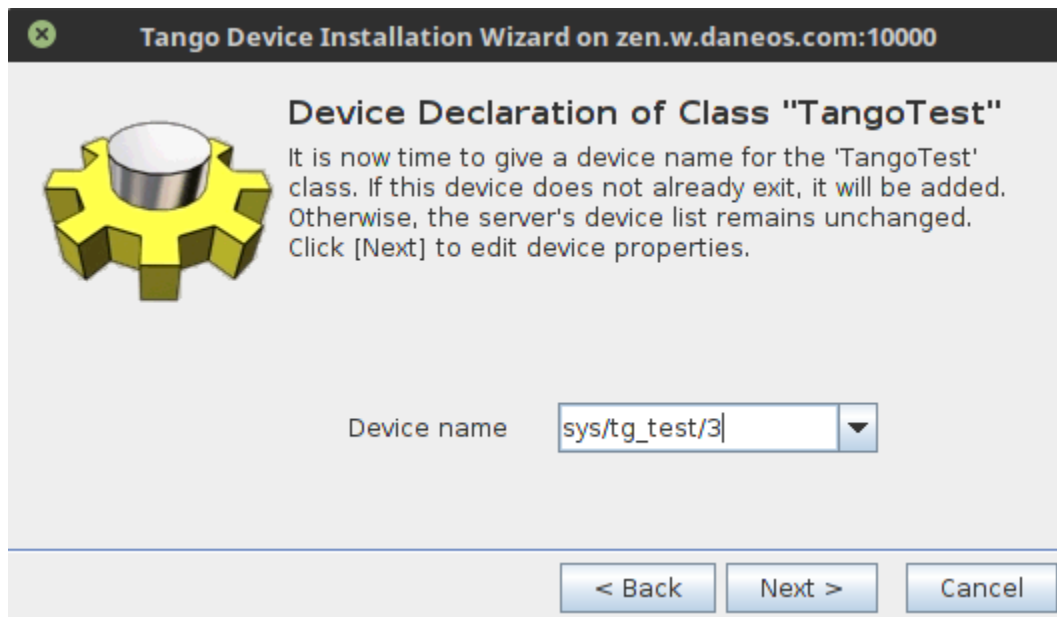 Tango Device Installation Wizard on zen.w.daneos.com:10000
Device Declaration of Class "TangoTest"
It is now time to give a device name for the 'TangoTest'
class. If this device does not already exit, it will be added.
Otherwise, the server's device list remains unchanged.
Click [Next] to edit device properties.
Device name sys/tg_test/3
< Back Next > Cancel